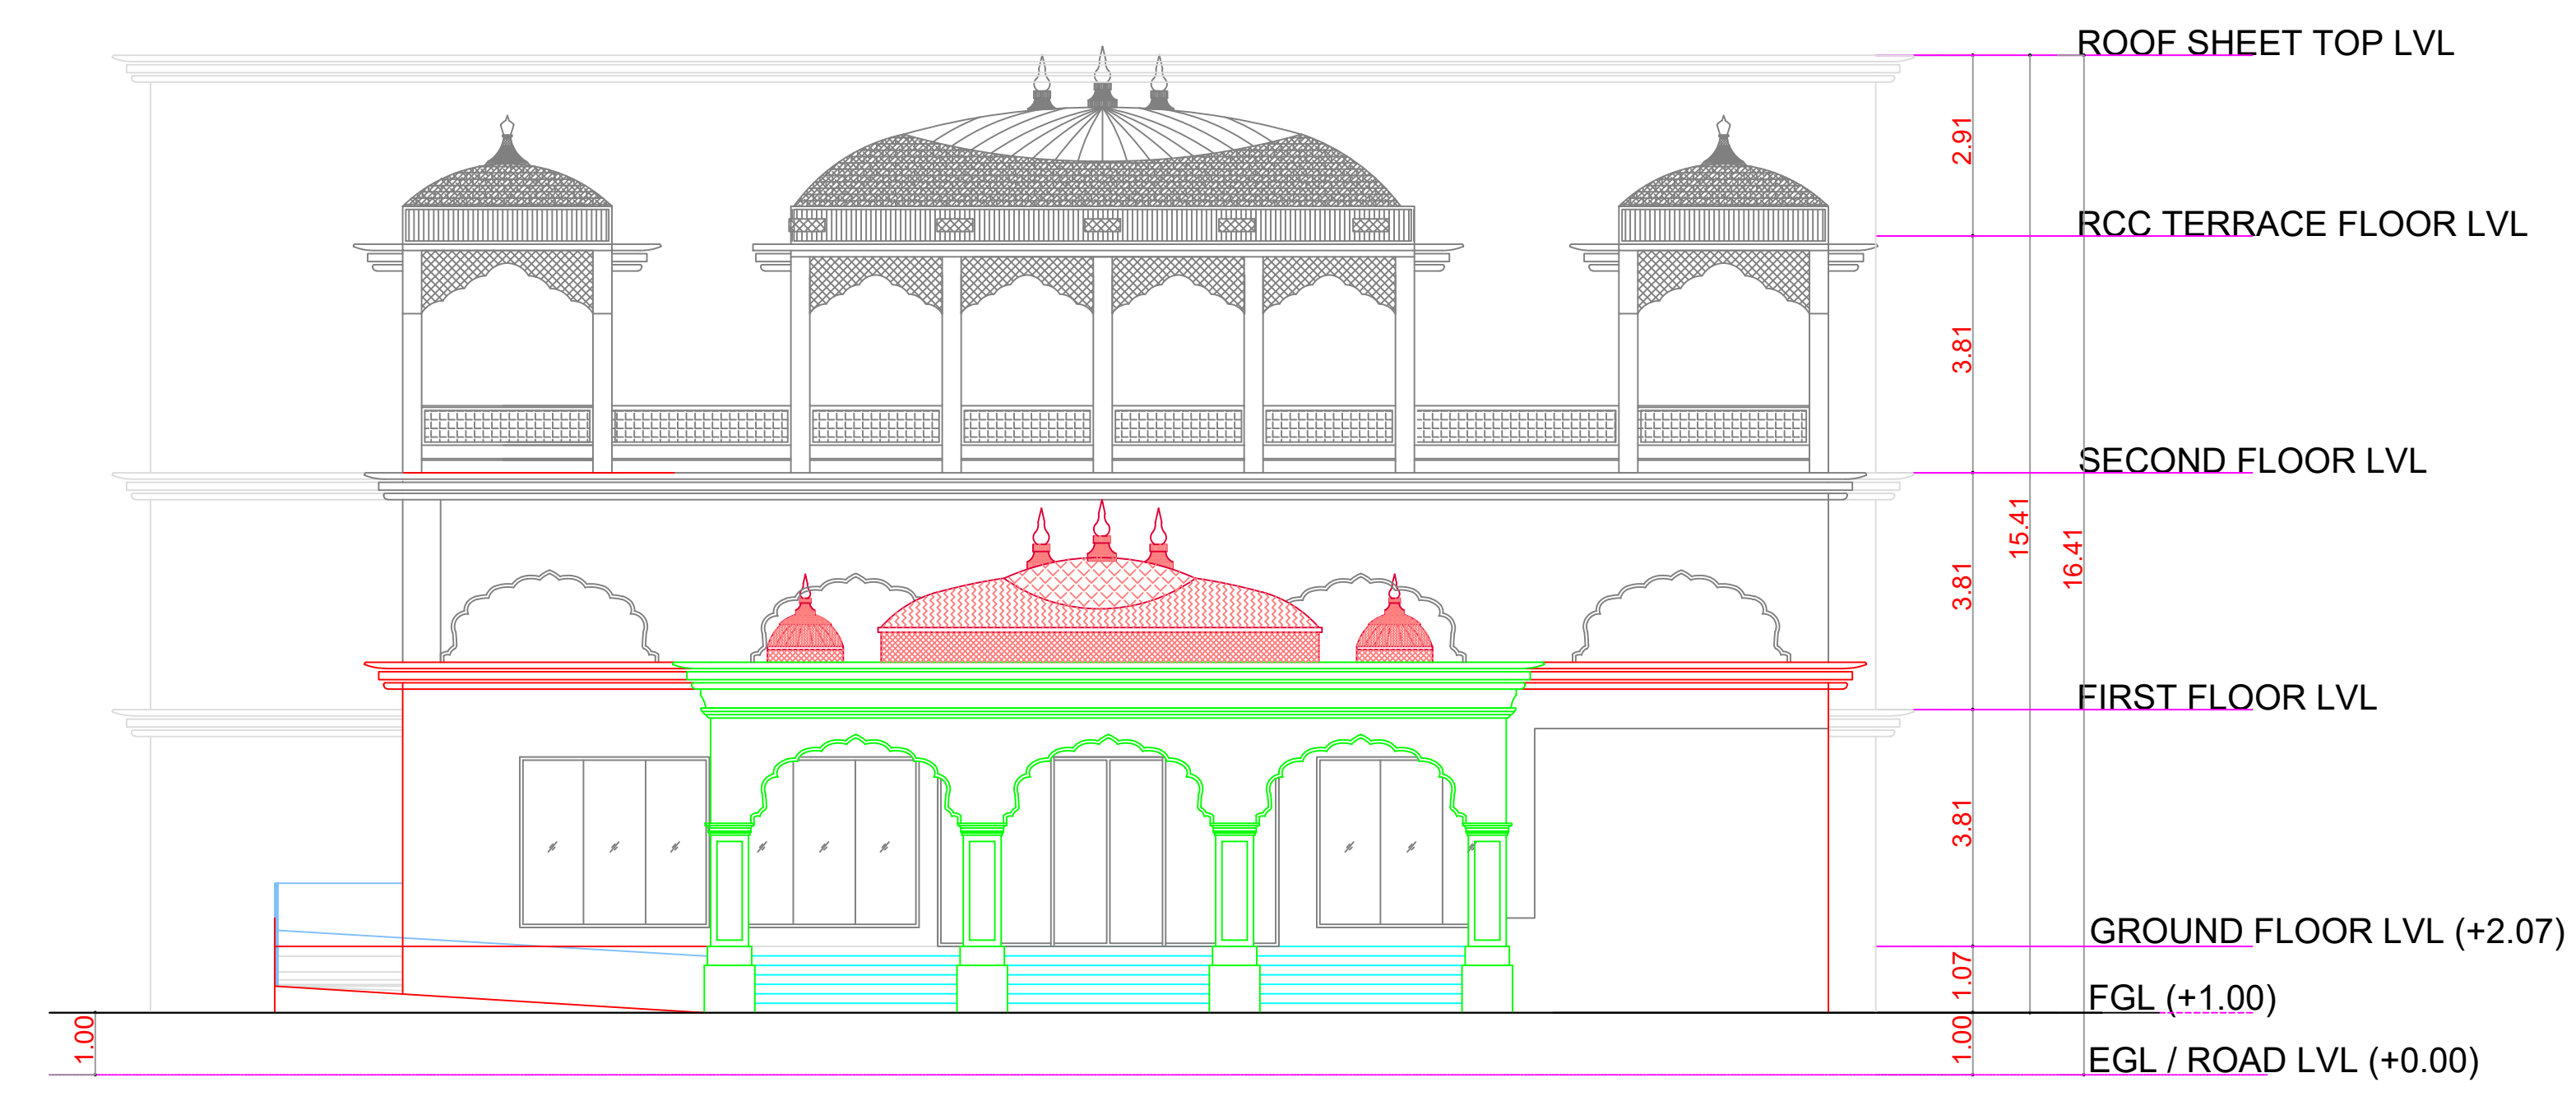 ROOF SHEET TOP LVL
2.91
RCC TERRACE FLOOR LVL
3.81
SECOND FLOOR LVL
15.41
16.41
3.81
FIRST FLOOR LVL
3.81
GROUND FLOOR LVL (+2.07)
1.07
FGL (+1.00)
1.00
1.00
EGL / ROAD LVL (+0.00)